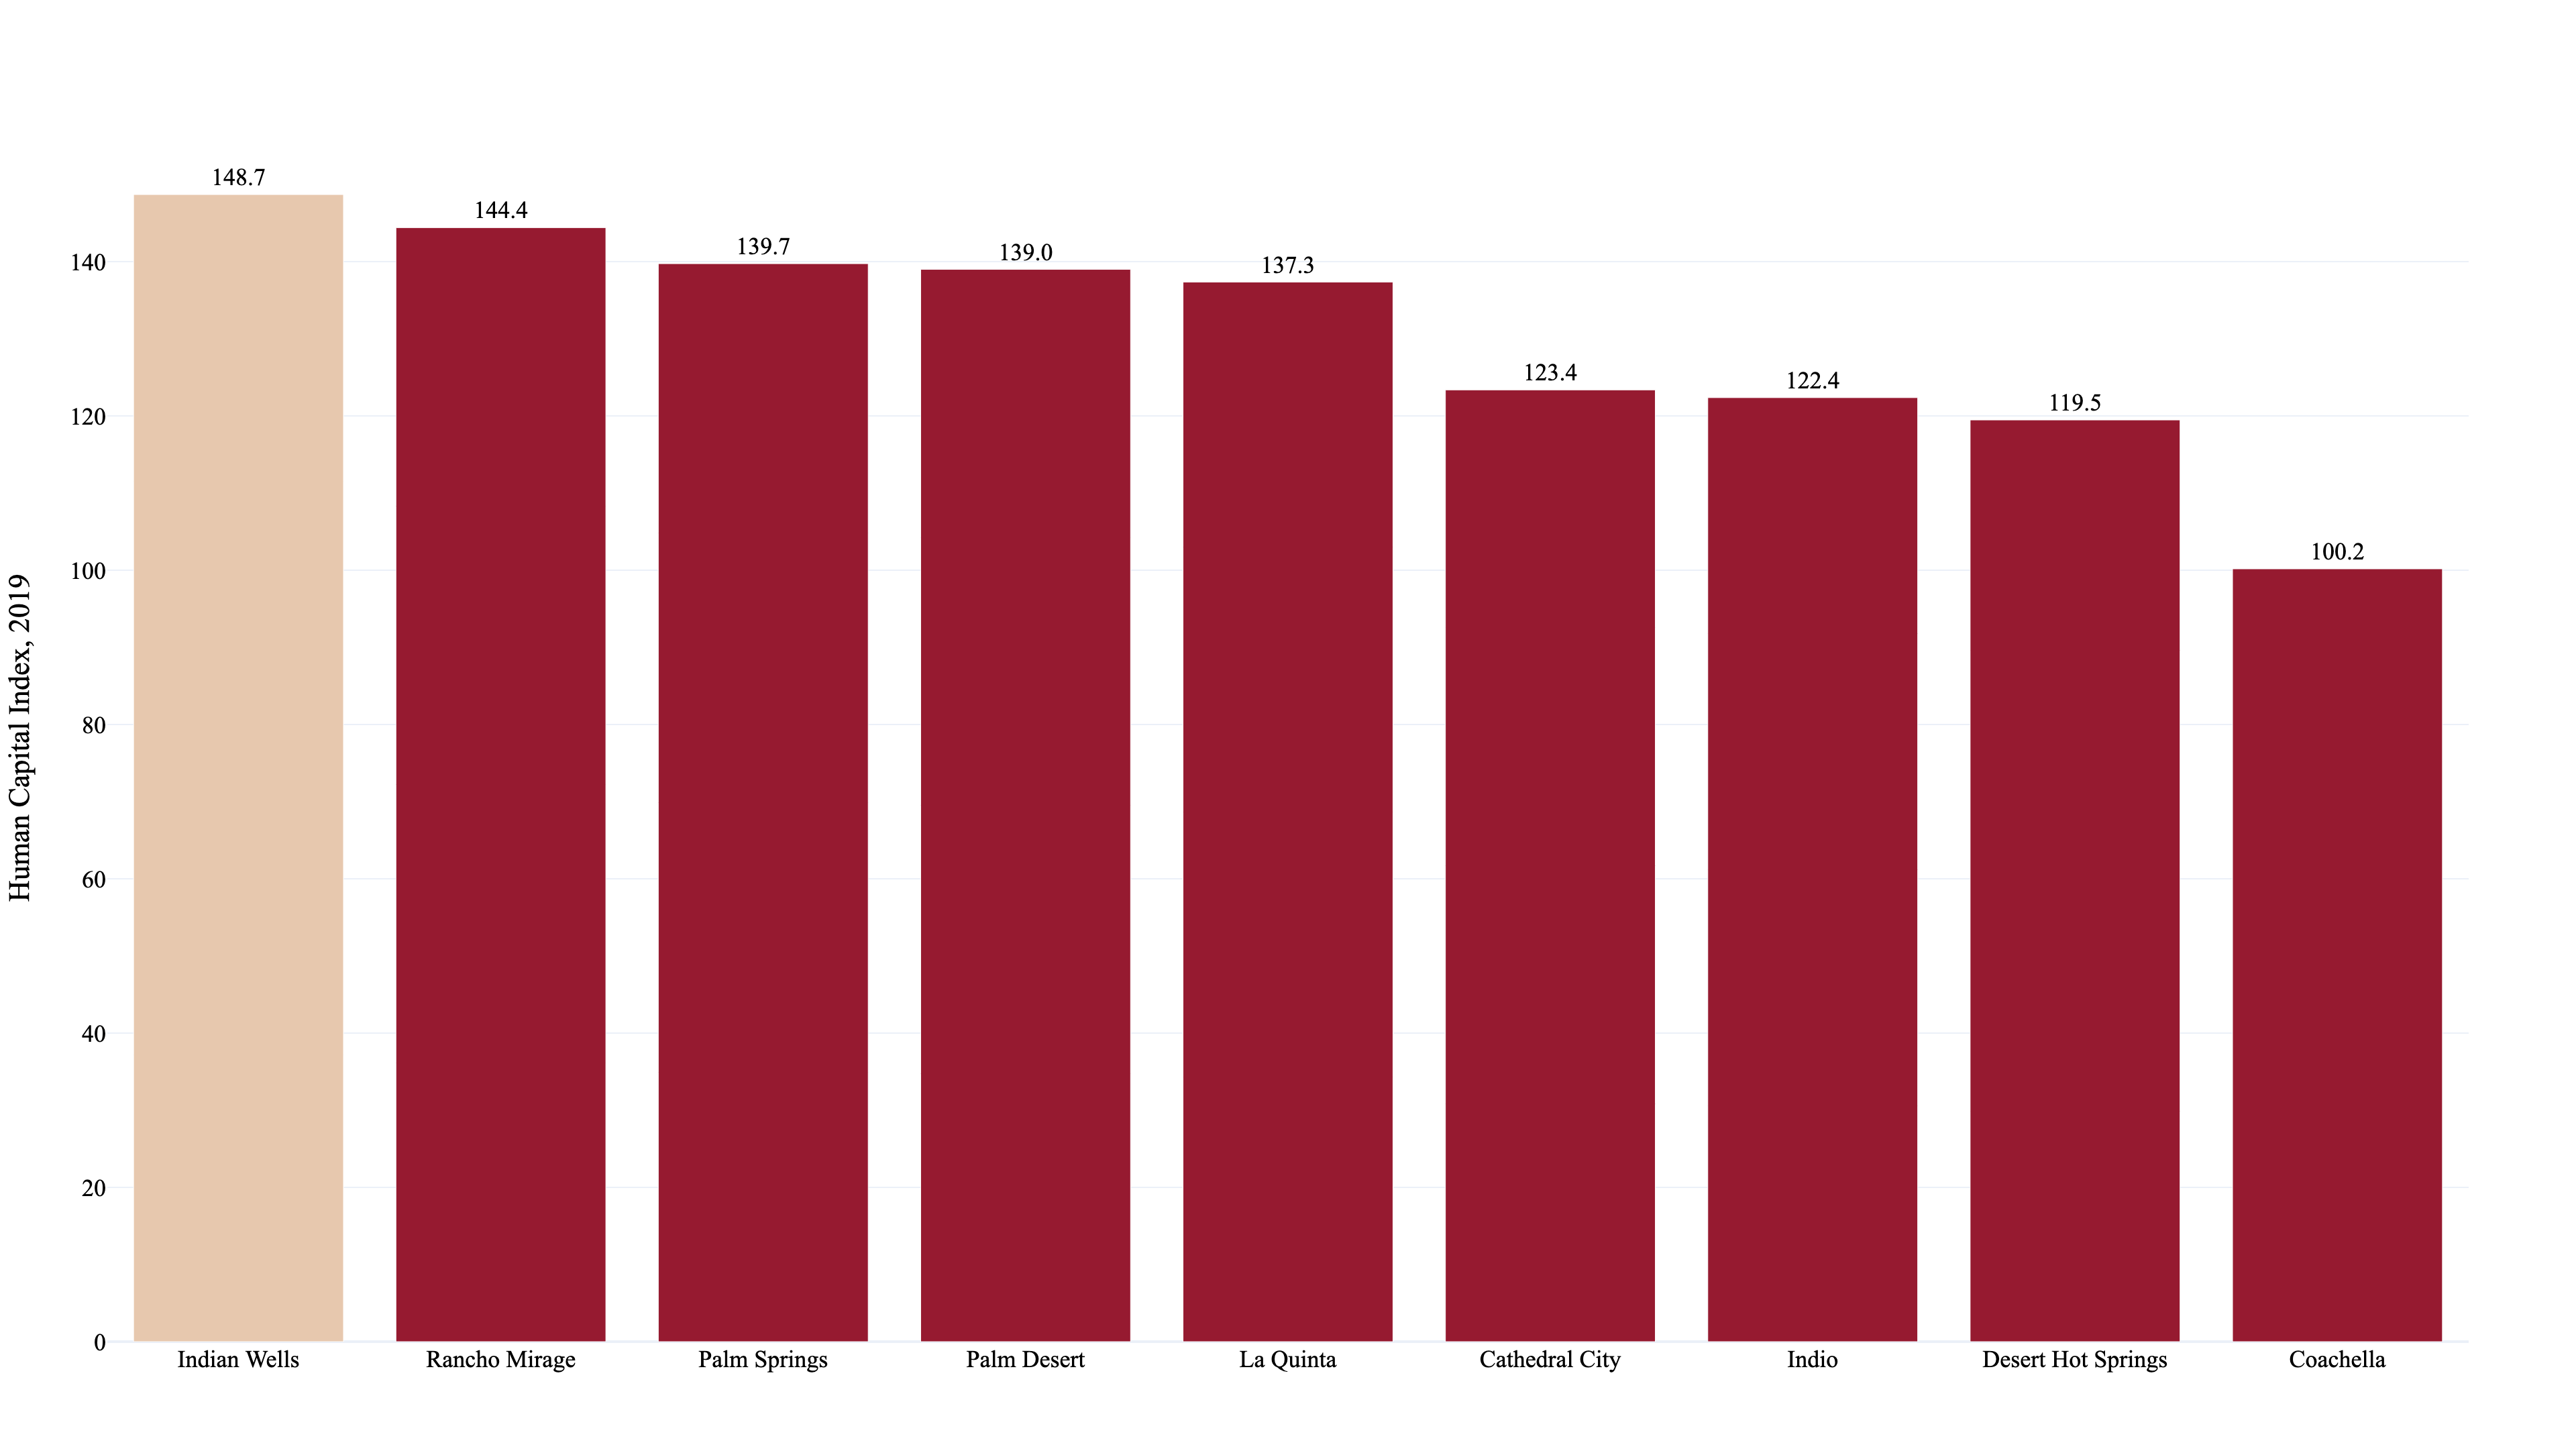 148.7
144.4
139.7
139.0
137.3
123.4
122.4
119.5
100.2
140
120
100
80
60
40
20
0
Human Capital Index, 2019
Indian Wells
Rancho Mirage
Palm Springs
Palm Desert
La Quinta
Cathedral City
Indio
Desert Hot Springs
Coachella